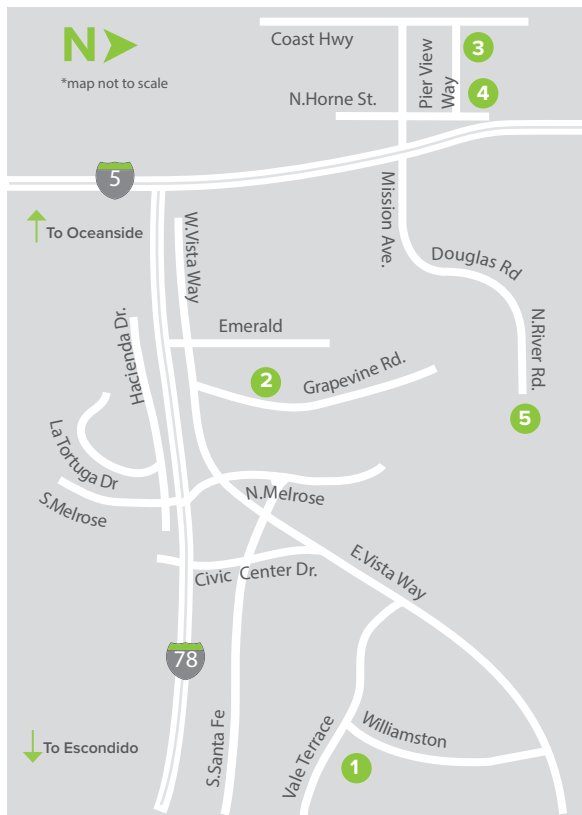 N
*map not to scale
Coast Hwy
Pier View
Way
3
4
N.Horne St.
5
To Oceanside
Mission Ave.
Douglas Rd
N.River Rd.
5
W.Vista Way
Emerald
Hacienda Dr.
2
Grapevine Rd.
La Tortuga Dr
S.Melrose
N.Melrose
Civic Center Dr.
E.Vista Way
78
To Escondido
S.Santa Fe
Vale Terrace
Williamston
1